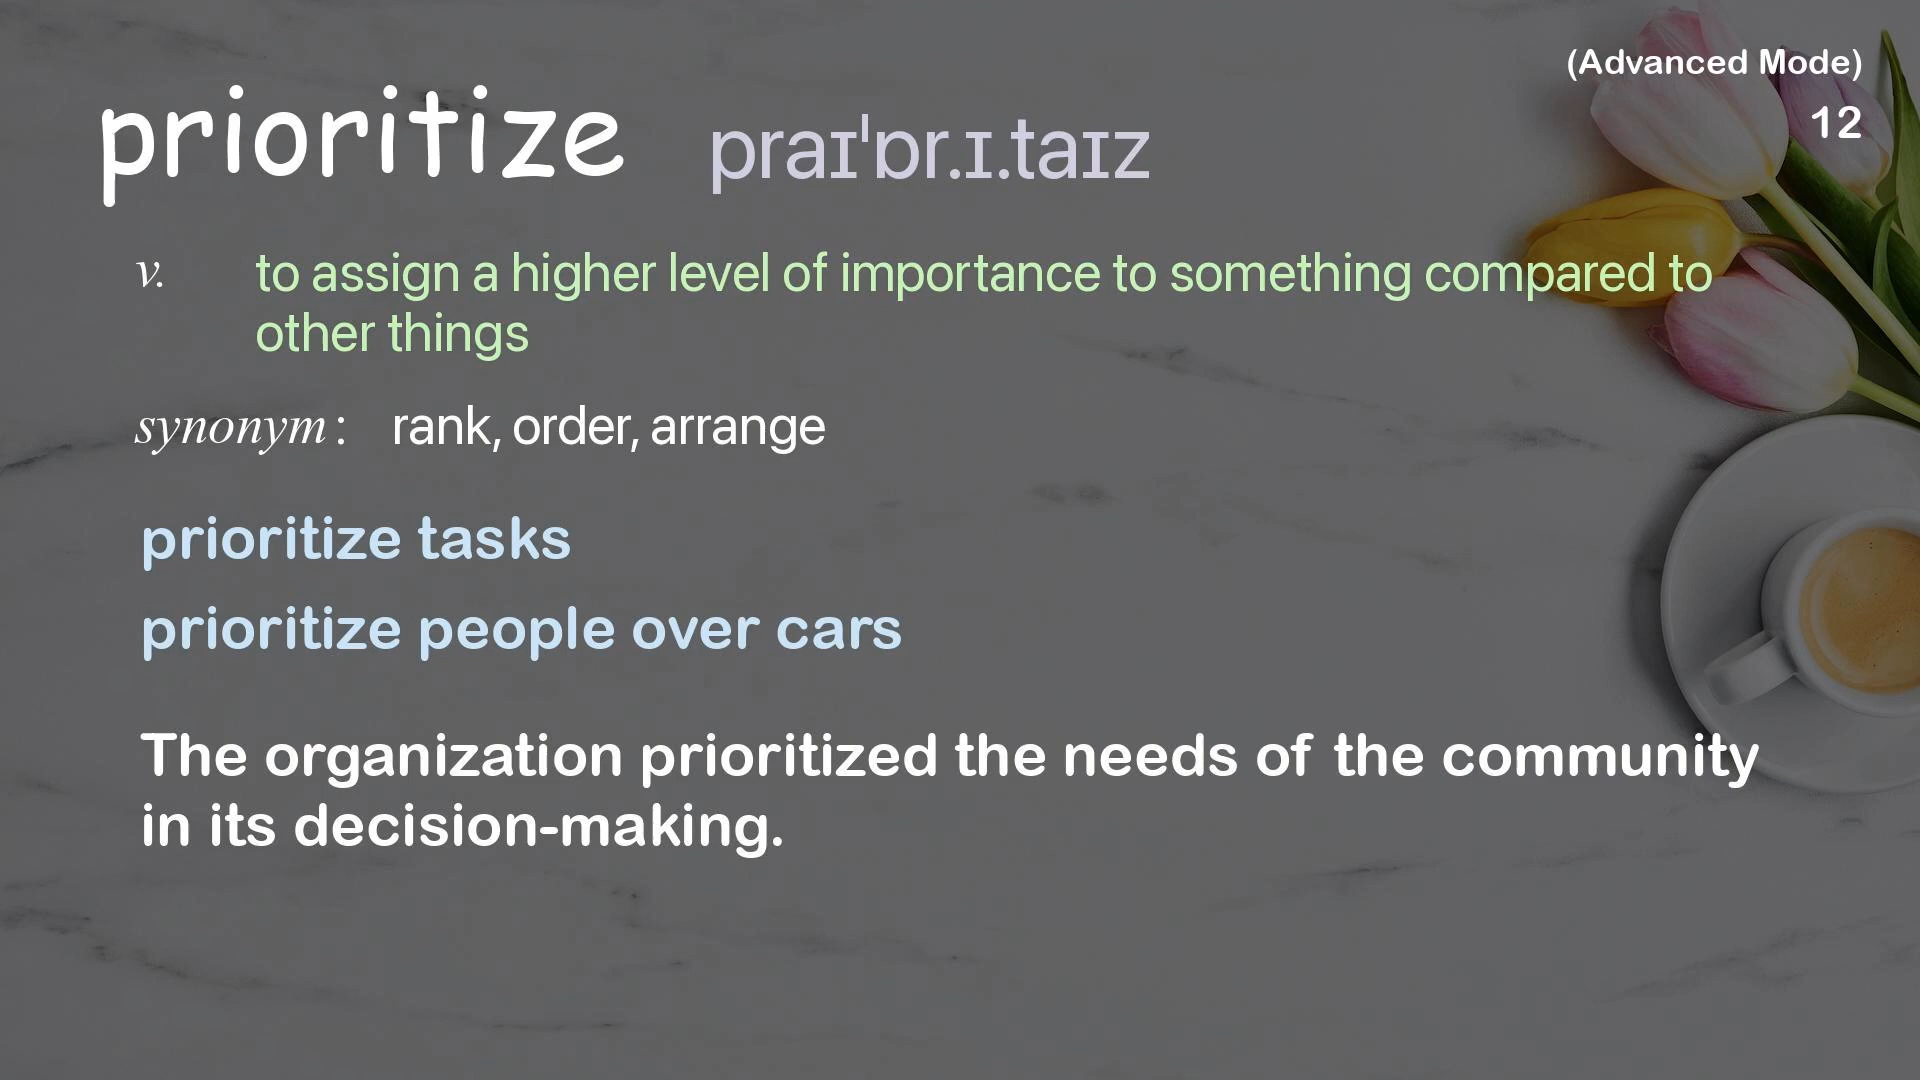 (Advanced Mode)
12
prioritize praɪˈɒr.ɪ.taɪz
v. to assign a higher level of importance to something compared to
other things
synonym: rank, order, arrange
prioritize tasks
prioritize people over cars
The organization prioritized the needs of the community
in its decision-making.